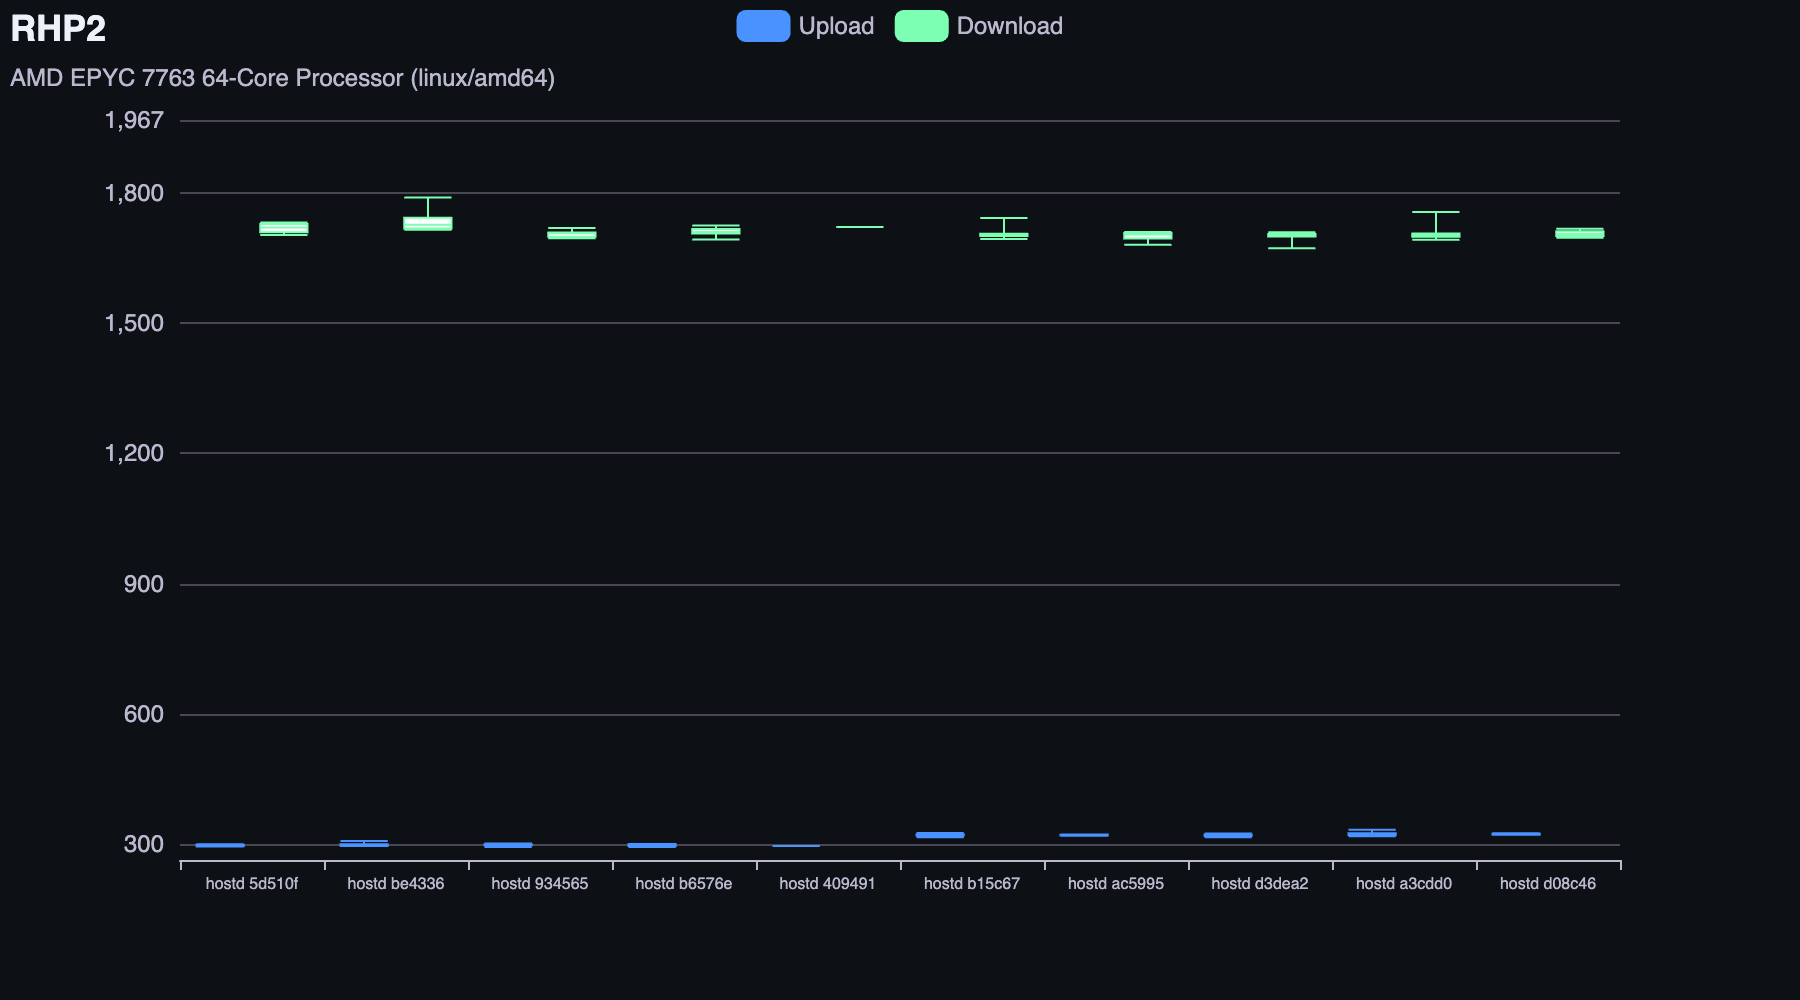 RHP2
Upload
Download
AMD EPYC 7763 64-Core Processor (linux/amd64)
1,967
1,800
1,500
1,200
900
600
300
hostd 5d510f
hostd be4336
hostd 934565
hostd b6576e
hostd 409491
hostd b15c67
hostd ac5995
hostd d3dea2
hostd a3cdd0
hostd d08c46